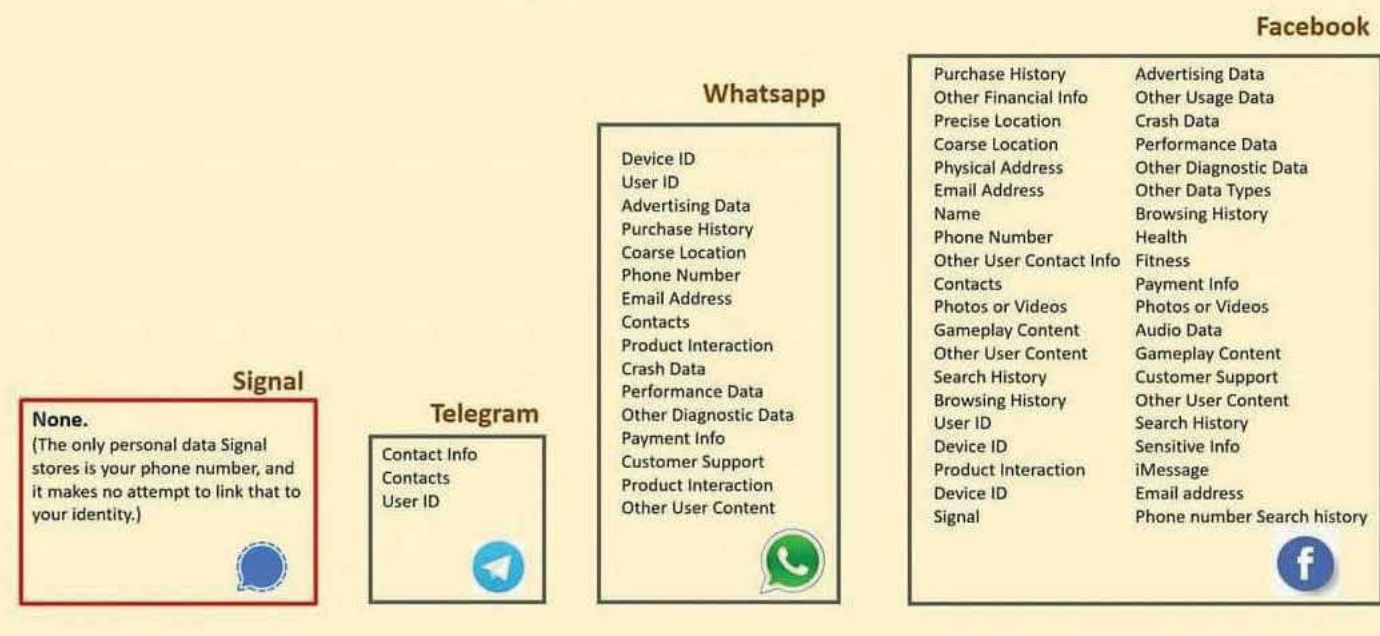 Signal
None.
(The only personal data Signal
stores is your phone number, and
it makes no attempt to link that to
your identity.)
Telegram
Contact Info
Contacts
User ID
Whatsapp
Device ID
User ID
Advertising Data
Purchase History
Coarse Location
Phone Number
Email Address
Contacts
Product Interaction
Crash Data
Performance Data
Other Diagnostic Data
Payment Info
Customer Support
Product Interaction
Other User Content
Facebook
Purchase History
Other Financial Info
Precise Location
Coarse Location
Physical Address
Email Address
Name
Phone Number
Other User Contact Info
Contacts
Photos or Videos
Gameplay Content
Other User Content
Search History
Browsing History
User ID
Device ID
Product Interaction
Device ID
Signal
Advertising Data
Other Usage Data
Crash Data
Performance Data
Other Diagnostic Data
Other Data Types
Browsing History
Health
Fitness
Payment Info
Photos or Videos
Audio Data
Gameplay Content
Customer Support
Other User Content
Search History
Sensitive Info
iMessage
Email address
Phone number Search history
f